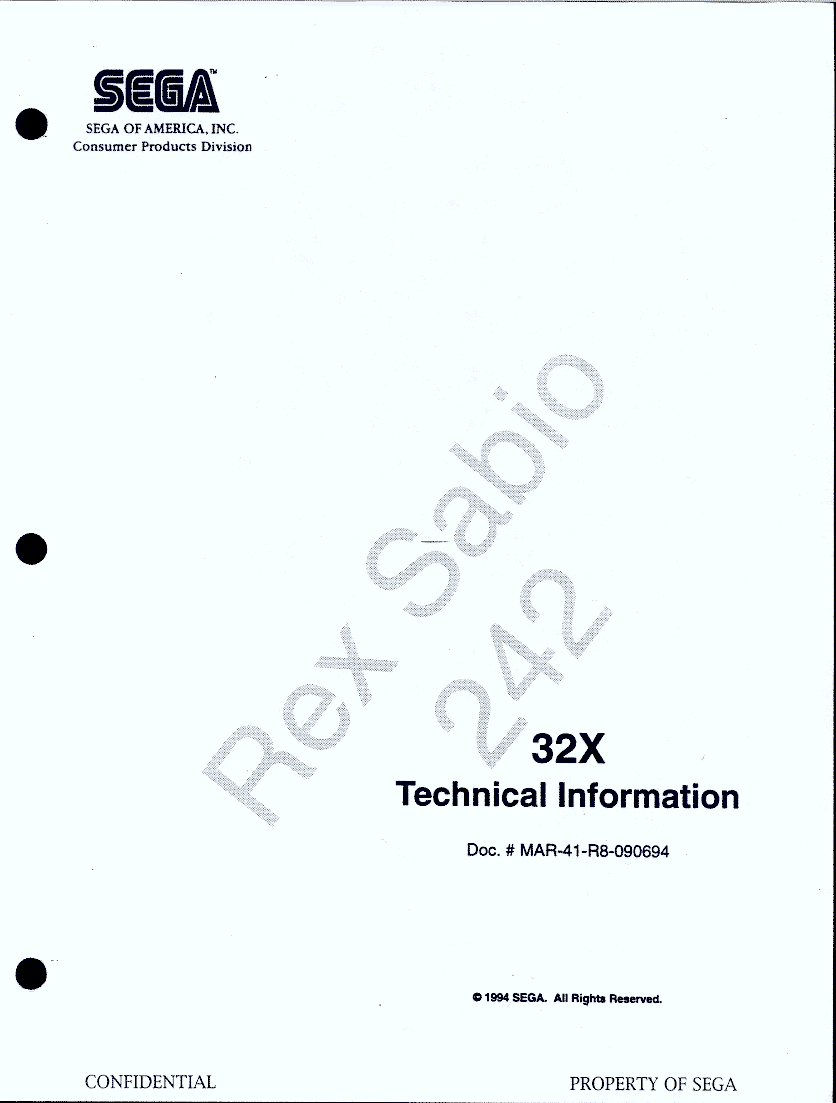 SEGA™
SEGA OF AMERICA, INC.
Consumer Products Division
Rex Sabio
242
32X
Technical Information
Doc. # MAR-41-R8-090694
© 1994 SEGA. All Rights Reserved.
CONFIDENTIAL
PROPERTY OF SEGA